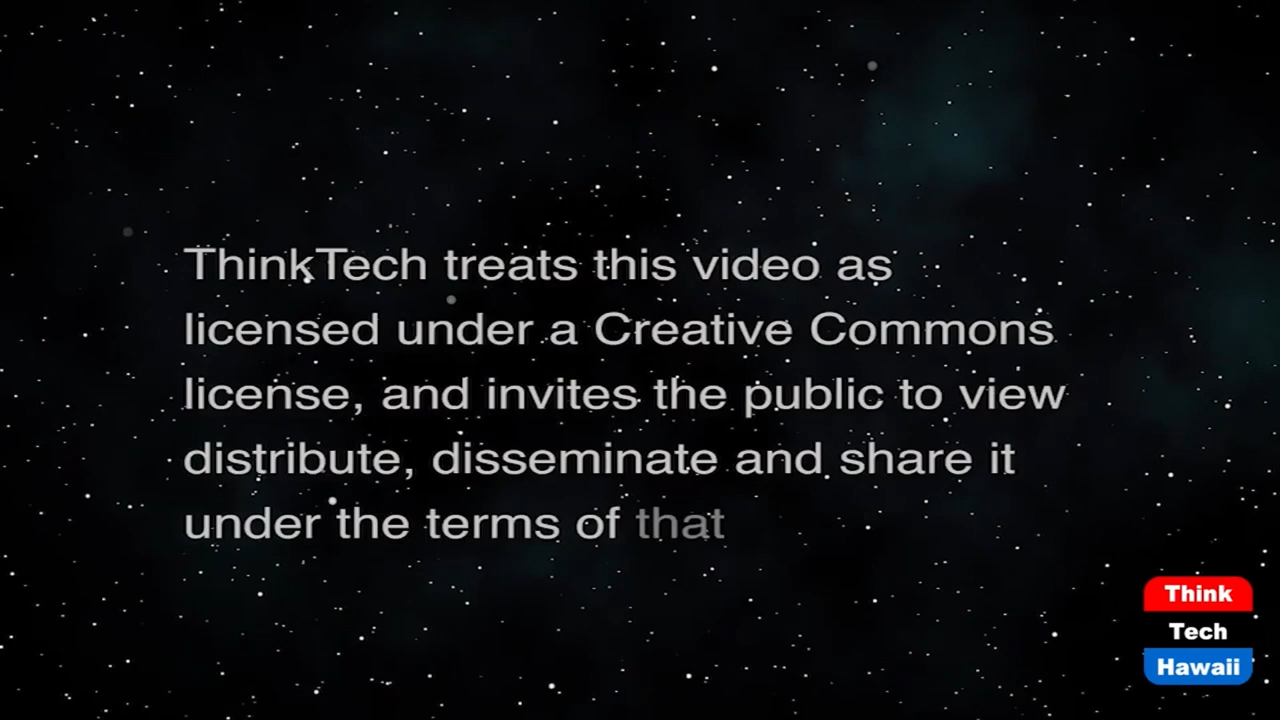 ThinkTech treats this video as
licensed under a Creative Commons
license, and invites the public to view
distribute, disseminate and share it
under the terms of that
Think
Tech
Hawaii